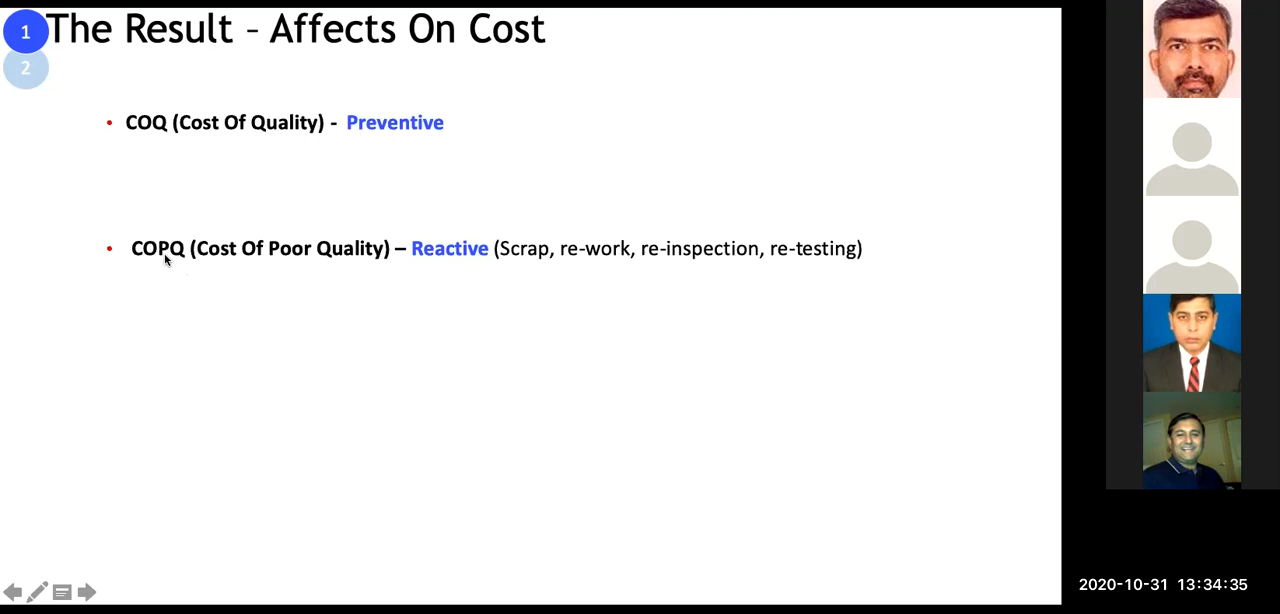 1 The Result – Affects On Cost
2
• COQ (Cost Of Quality) - Preventive
• COPQ (Cost Of Poor Quality) – Reactive (Scrap, re-work, re-inspection, re-testing)
2020-10-31 13:34:35